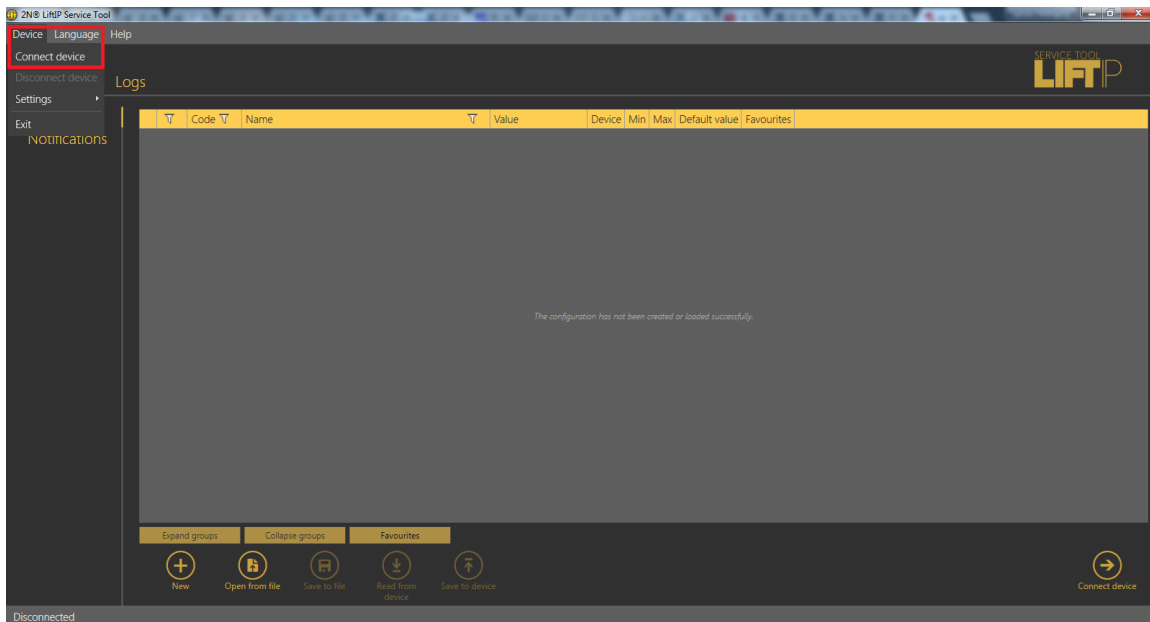 2N® LiftIP Service Tool
Device Language Help
Connect device
Disconnect device
Settings
Exit
Notifications
Logs
SERVICE TOOL
LIFTIP
Code Name Value Device Min Max Default value Favourites
The configuration has not been created or loaded successfully.
Expand groups Collapse groups Favourites
New Open from file Save to file Read from device Save to device
Connect device
Disconnected